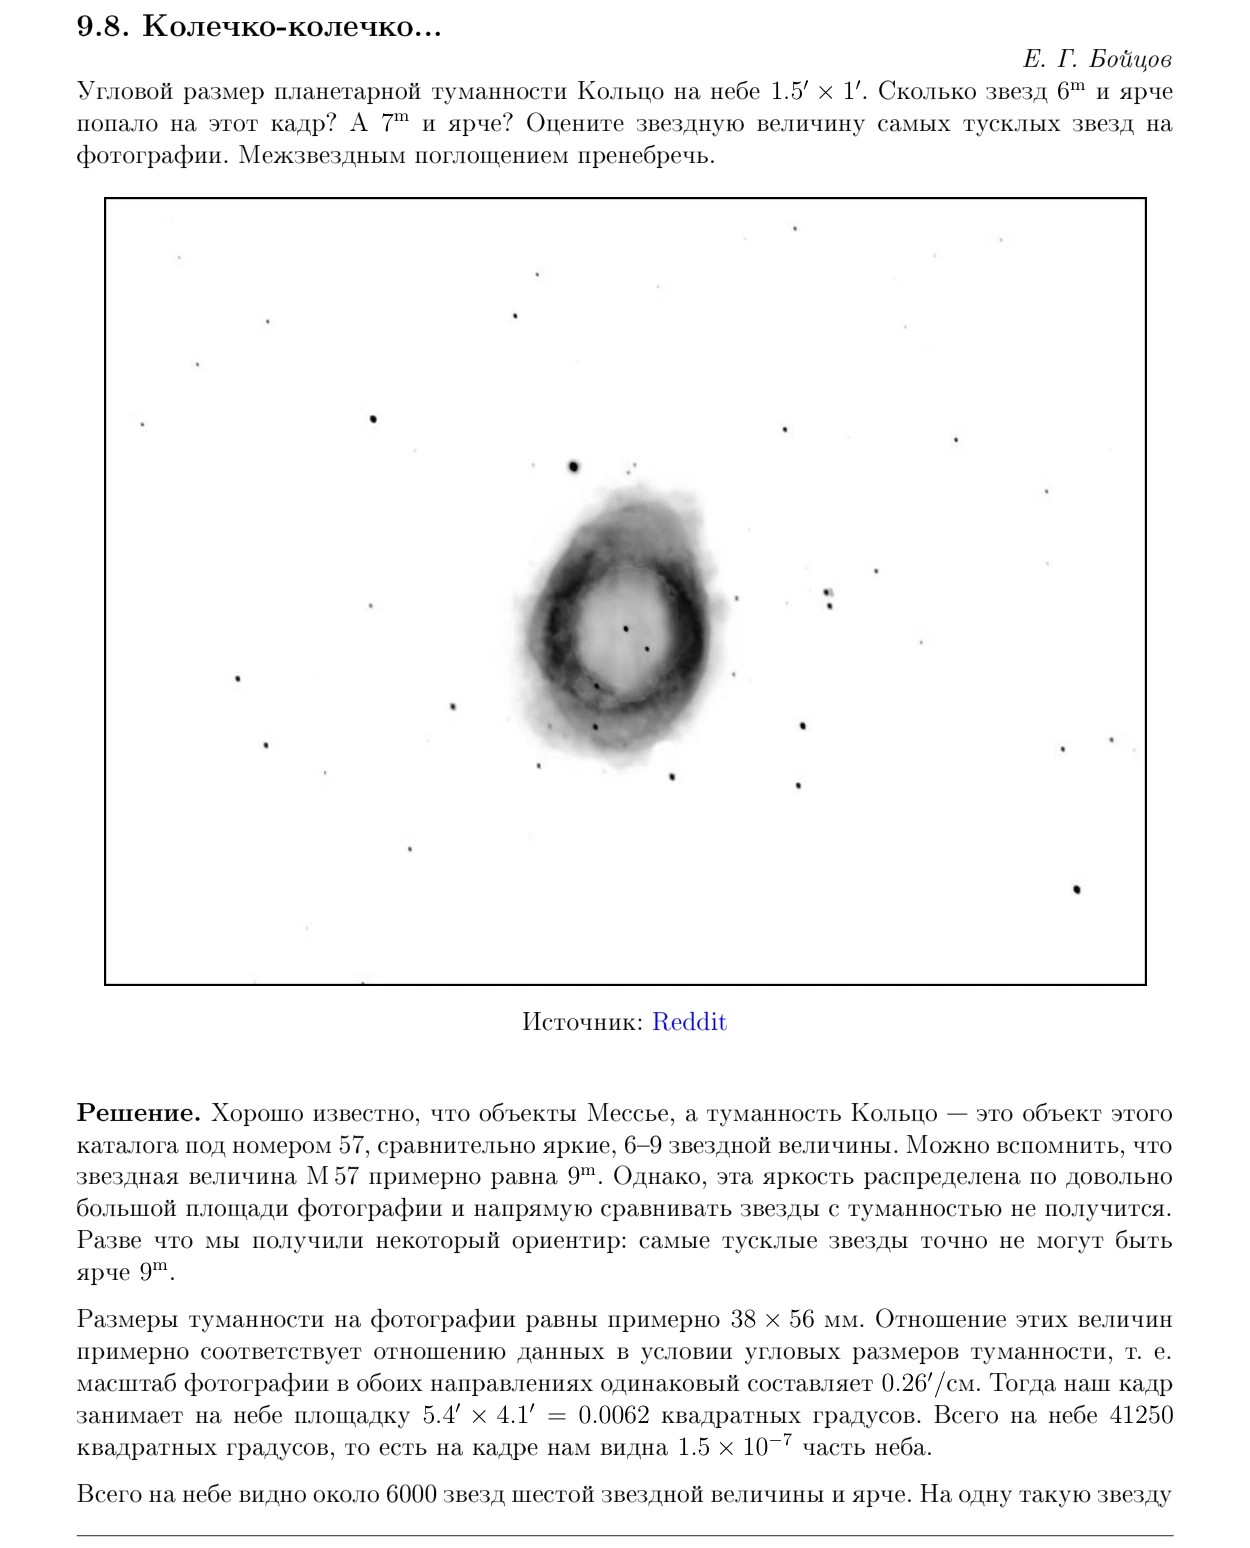 9.8. Колечко-колечко...
Е. Г. Бойцов
Угловой размер планетарной туманности Кольцо на небе 1.5′ × 1′. Сколько звезд 6ᵐ и ярче
попало на этот кадр? А 7ᵐ и ярче? Оцените звездную величину самых тусклых звезд на
фотографии. Межзвездным поглощением пренебречь.
Источник: Reddit
Решение. Хорошо известно, что объекты Мессье, а туманность Кольцо — это объект этого
каталога под номером 57, сравнительно яркие, 6–9 звездной величины. Можно вспомнить, что
звездная величина М 57 примерно равна 9ᵐ. Однако, эта яркость распределена по довольно
большой площади фотографии и напрямую сравнивать звезды с туманностью не получится.
Разве что мы получили некоторый ориентир: самые тусклые звезды точно не могут быть
ярче 9ᵐ.
Размеры туманности на фотографии равны примерно 38 × 56 мм. Отношение этих величин
примерно соответствует отношению данных в условии угловых размеров туманности, т. е.
масштаб фотографии в обоих направлениях одинаковый составляет 0.26′/см. Тогда наш кадр
занимает на небе площадку 5.4′ × 4.1′ = 0.0062 квадратных градусов. Всего на небе 41250
квадратных градусов, то есть на кадре нам видна 1.5 × 10⁻⁷ часть неба.
Всего на небе видно около 6000 звезд шестой звездной величины и ярче. На одну такую звезду